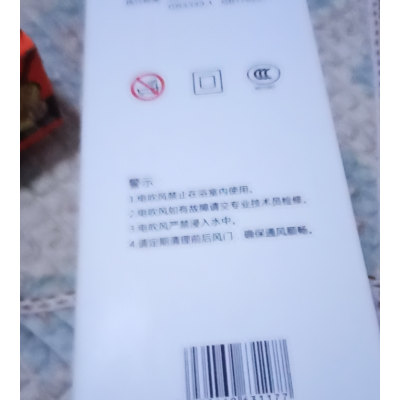 警示
1.电吹风禁止在浴室内使用。
2.电吹风如有故障请交专业技术员检修。
3.电吹风严禁浸入水中。
4.请定期清理前后风门 确保通风顺畅。